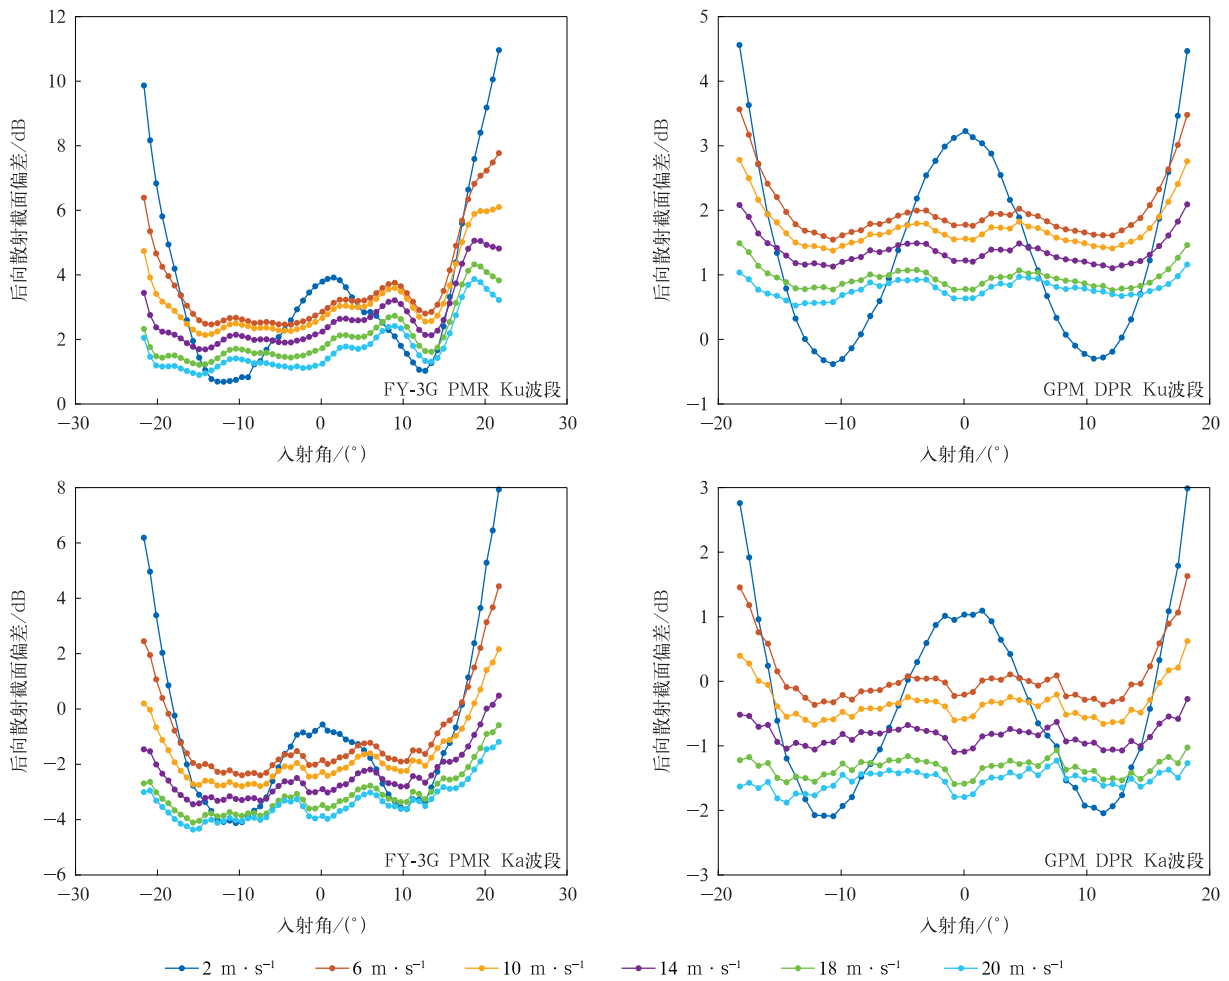 12
10
8
6
4
2
0
后向散射截面偏差/dB
FY-3G PMR Ku波段
−30 −20 −10 0 10 20 30
入射角/(°)
5
4
3
2
1
0
−1
后向散射截面偏差/dB
GPM DPR Ku波段
−20 −10 0 10 20
入射角/(°)
8
6
4
2
0
−2
−4
−6
后向散射截面偏差/dB
FY-3G PMR Ka波段
−30 −20 −10 0 10 20 30
入射角/(°)
3
2
1
0
−1
−2
−3
后向散射截面偏差/dB
GPM DPR Ka波段
−20 −10 0 10 20
入射角/(°)
2 m · s⁻¹ 6 m · s⁻¹ 10 m · s⁻¹ 14 m · s⁻¹ 18 m · s⁻¹ 20 m · s⁻¹